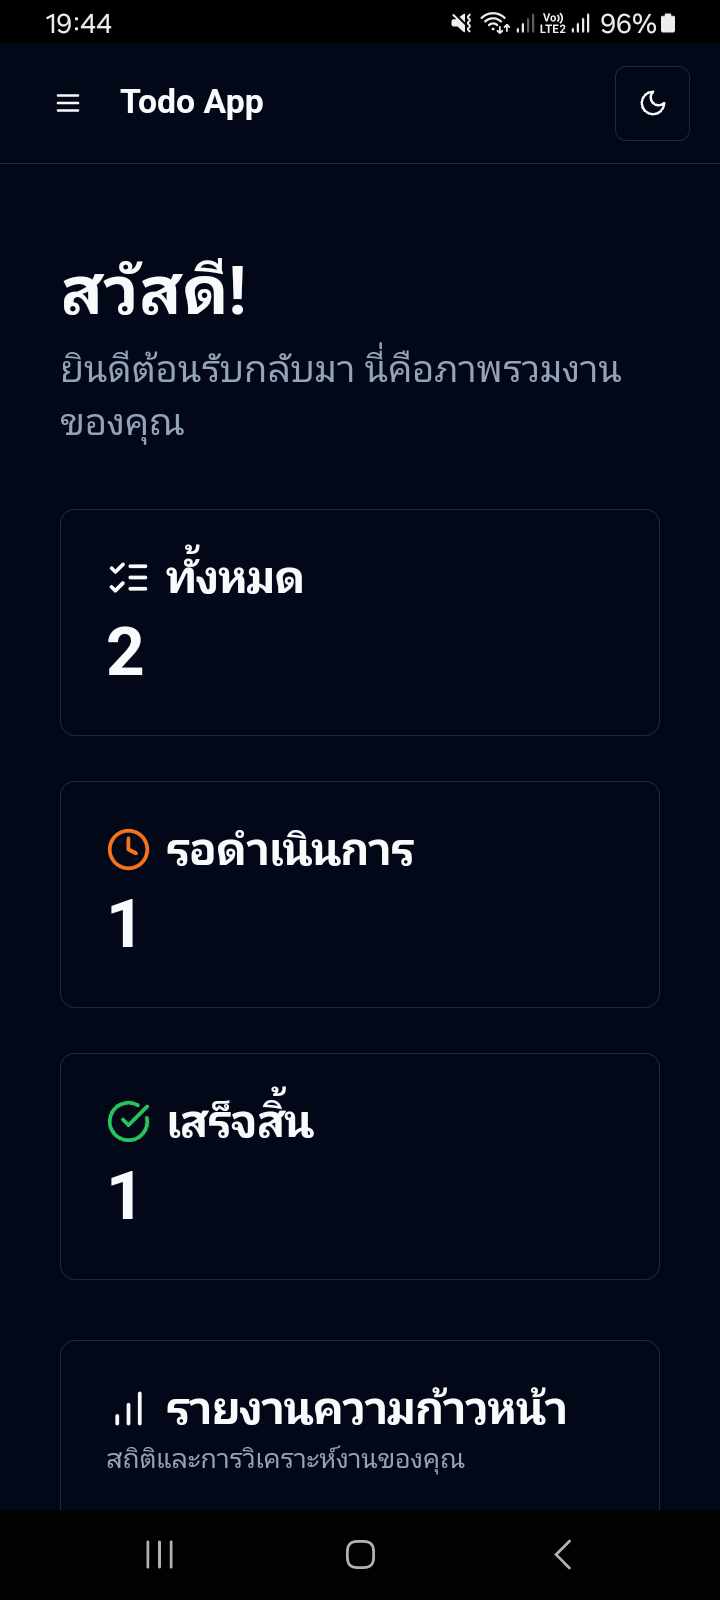 19:44
Vo)) LTE2 96%
Todo App
สวัสดี!
ยินดีต้อนรับกลับมา นี่คือภาพรวมงาน
ของคุณ
ทั้งหมด
2
รอดำเนินการ
1
เสร็จสิ้น
1
รายงานความก้าวหน้า
สถิติและการวิเคราะห์งานของคุณ